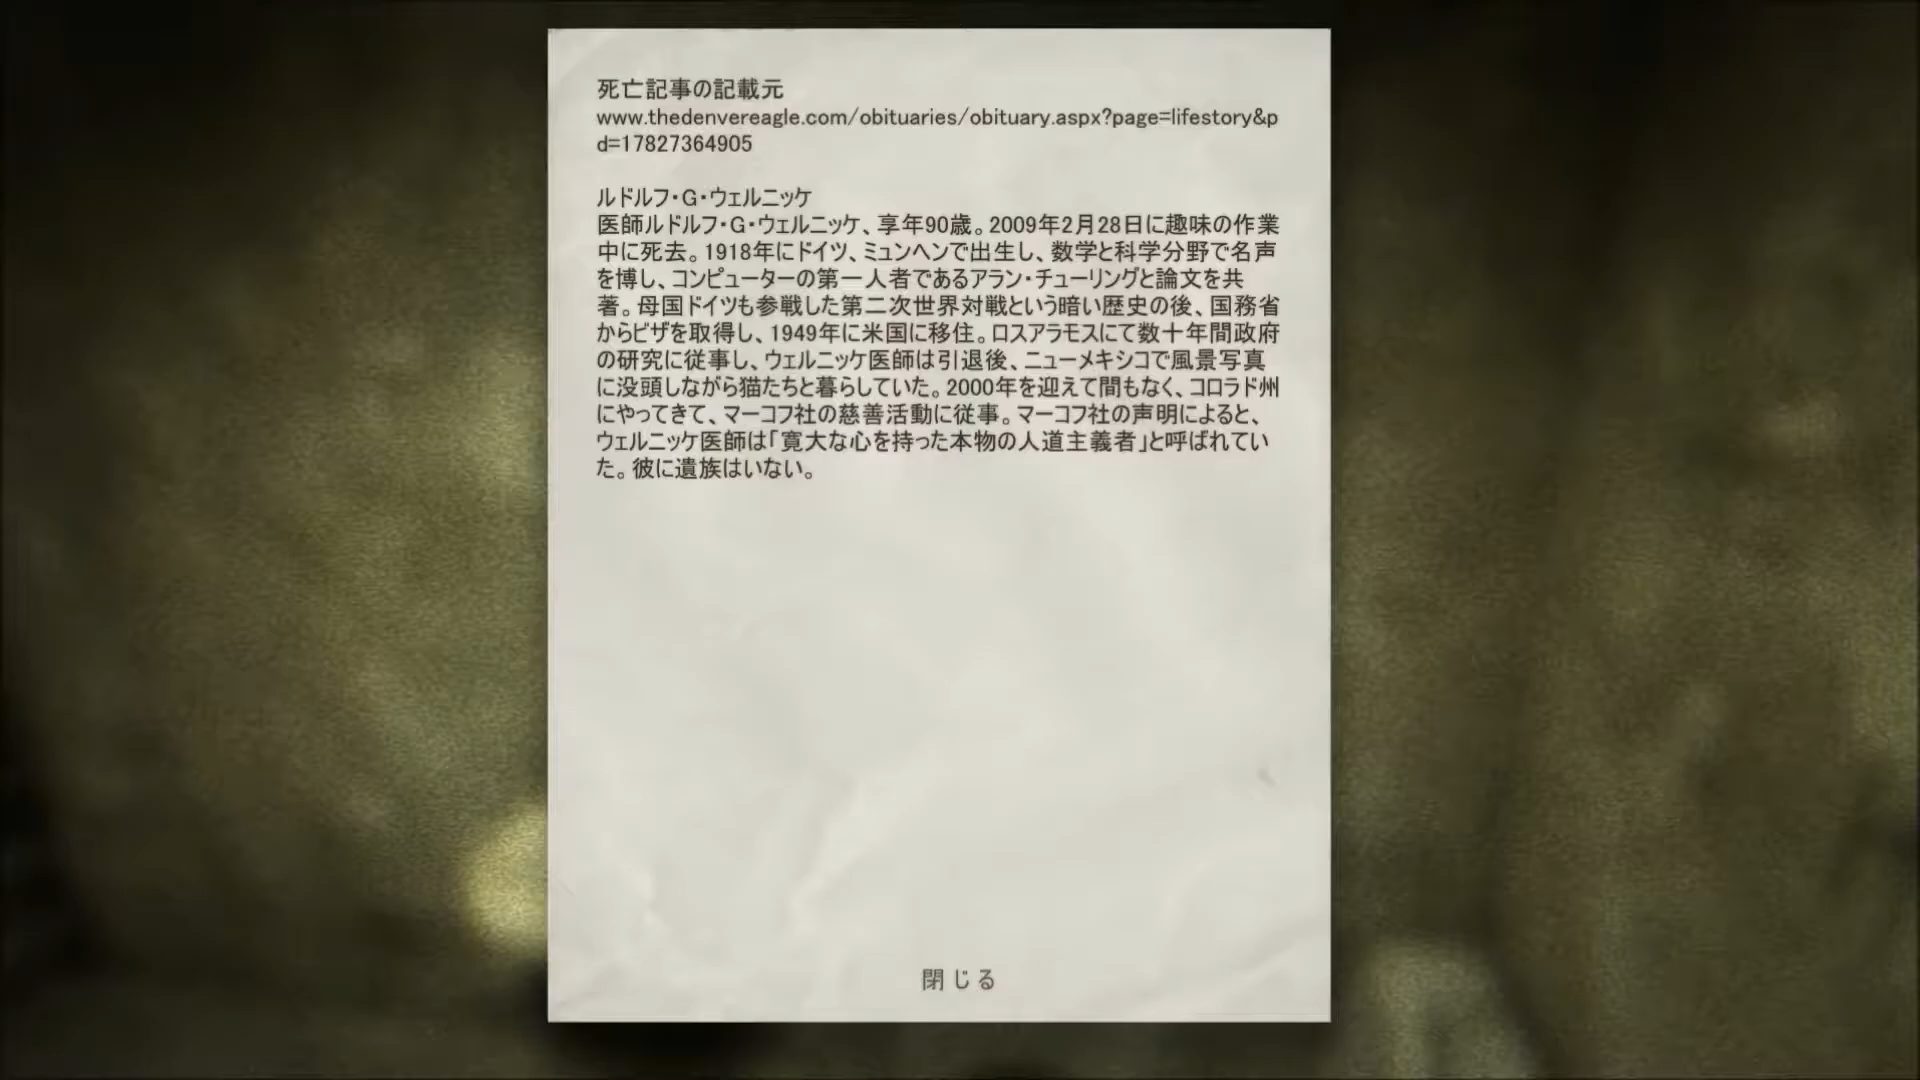 死亡記事の記載元
www.thedenvereagle.com/obituaries/obituary.aspx?page=lifestory&p
d=17827364905
ルドルフ・G・ウェルニッケ
医師ルドルフ・G・ウェルニッケ、享年90歳。2009年2月28日に趣味の作業
中に死去。1918年にドイツ、ミュンヘンで出生し、数学と科学分野で名声
を博し、コンピューターの第一人者であるアラン・チューリングと論文を共
著。母国ドイツも参戦した第二次世界対戦という暗い歴史の後、国務省
からビザを取得し、1949年に米国に移住。ロスアラモスにて数十年間政府
の研究に従事し、ウェルニッケ医師は引退後、ニューメキシコで風景写真
に没頭しながら猫たちと暮らしていた。2000年を迎えて間もなく、コロラド州
にやってきて、マーコフ社の慈善活動に従事。マーコフ社の声明によると、
ウェルニッケ医師は「寛大な心を持った本物の人道主義者」と呼ばれてい
た。彼に遺族はいない。
閉じる